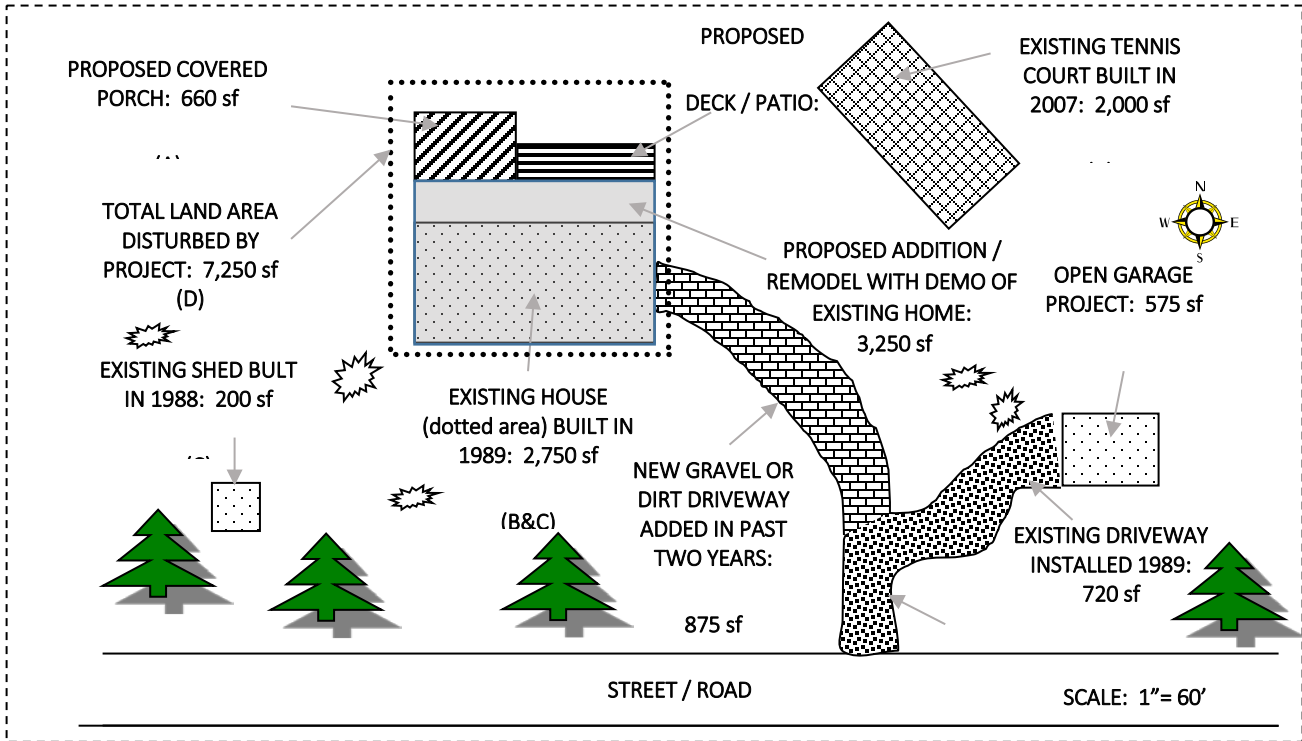 PROPOSED COVERED
PORCH: 660 sf
TOTAL LAND AREA
DISTURBED BY
PROJECT: 7,250 sf
(D)
EXISTING SHED BULT
IN 1988: 200 sf
EXISTING HOUSE
(dotted area) BUILT IN
1989: 2,750 sf
(B&C)
PROPOSED
DECK / PATIO:
EXISTING TENNIS
COURT BUILT IN
2007: 2,000 sf
N
W
E
S
PROPOSED ADDITION /
REMODEL WITH DEMO OF
EXISTING HOME:
3,250 sf
OPEN GARAGE
PROJECT: 575 sf
NEW GRAVEL OR
DIRT DRIVEWAY
ADDED IN PAST
TWO YEARS:
875 sf
EXISTING DRIVEWAY
INSTALLED 1989:
720 sf
STREET / ROAD
SCALE: 1”= 60’